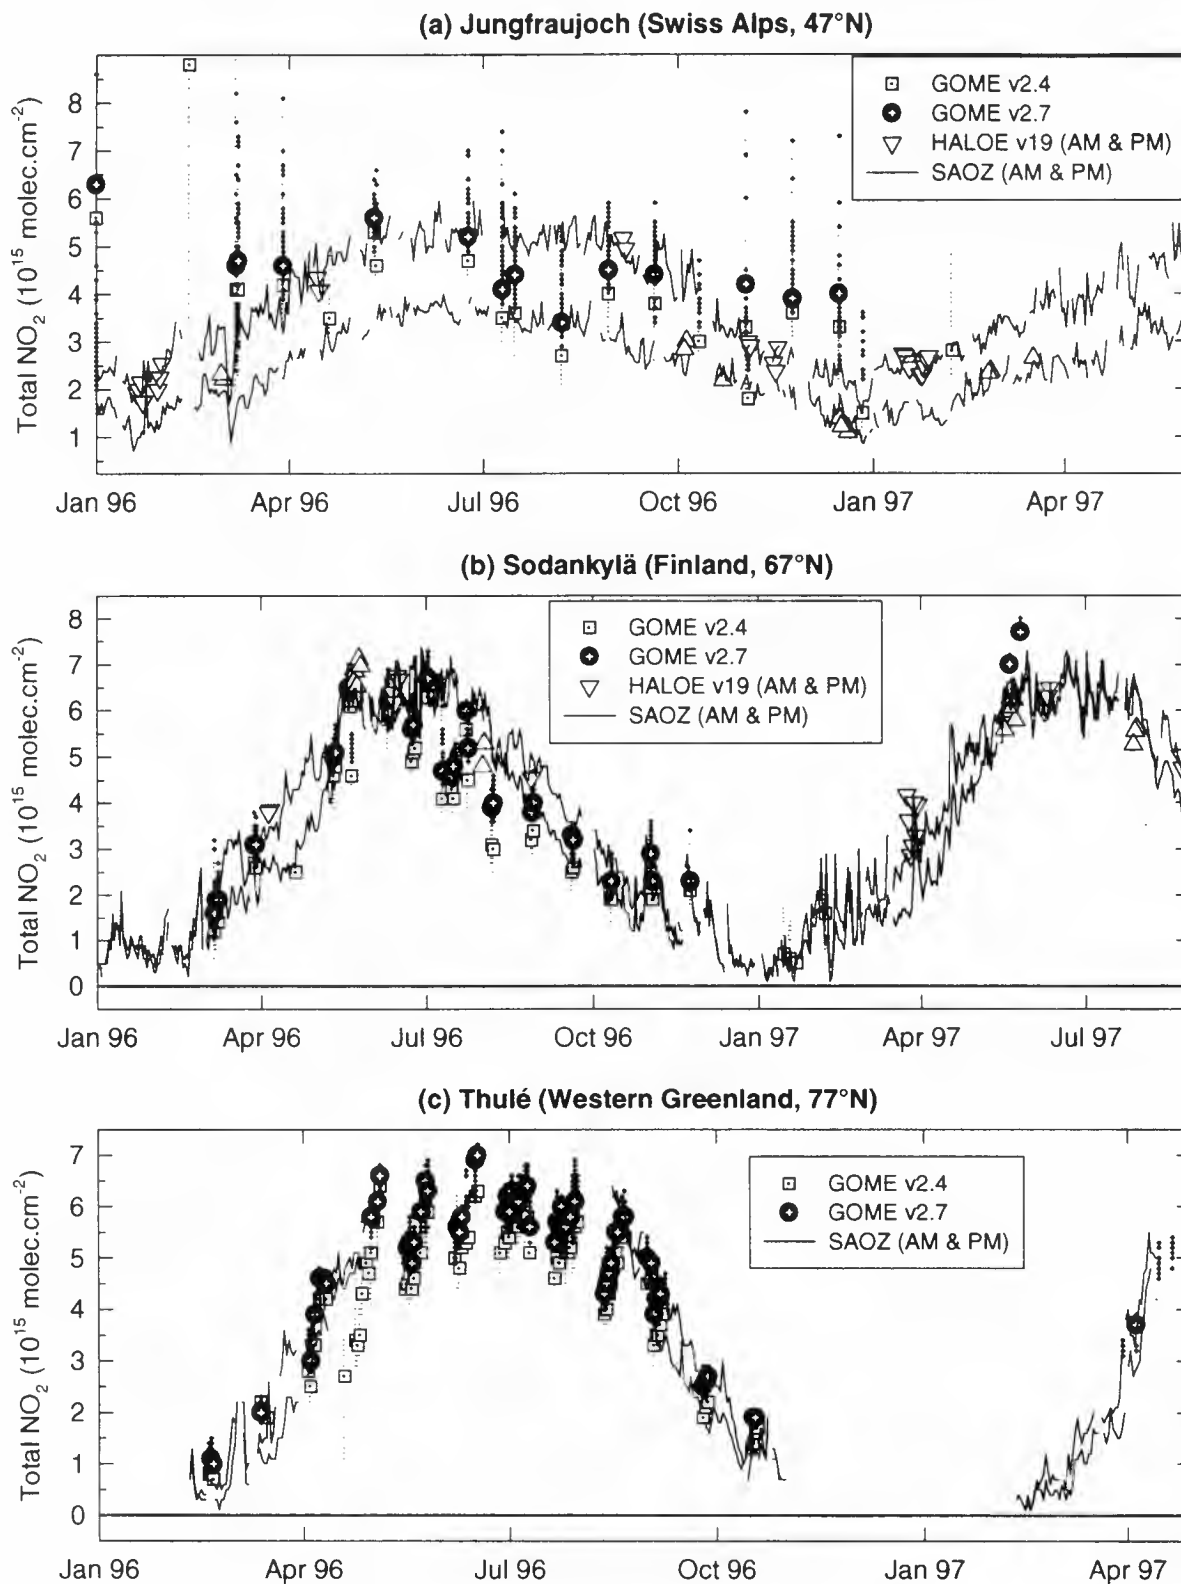 (a) Jungfraujoch (Swiss Alps, 47°N)
Total NO2 (10^15 molec.cm^-2)
8
7
6
5
4
3
2
1
GOME v2.4
GOME v2.7
HALOE v19 (AM & PM)
SAOZ (AM & PM)
Jan 96 Apr 96 Jul 96 Oct 96 Jan 97 Apr 97
(b) Sodankylä (Finland, 67°N)
Total NO2 (10^15 molec.cm^-2)
8
7
6
5
4
3
2
1
0
GOME v2.4
GOME v2.7
HALOE v19 (AM & PM)
SAOZ (AM & PM)
Jan 96 Apr 96 Jul 96 Oct 96 Jan 97 Apr 97 Jul 97
(c) Thulé (Western Greenland, 77°N)
Total NO2 (10^15 molec.cm^-2)
7
6
5
4
3
2
1
0
GOME v2.4
GOME v2.7
SAOZ (AM & PM)
Jan 96 Apr 96 Jul 96 Oct 96 Jan 97 Apr 97